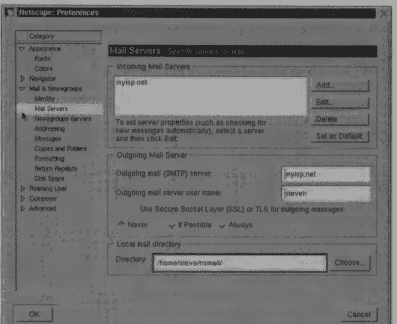 Netscape: Preferences
Category
Appearance
Fonts
Colors
Navigator
Mail & Newsgroups
Identity
Mail Servers
Newsgroups Servers
Addressing
Messages
Copies and Folders
Formatting
Return Receipts
Disk Space
Roaming User
Composer
Advanced
Mail Servers Specify servers for mail
Incoming Mail Servers
myisp.net
Add...
Edit...
Delete
Set as Default
To set server properties (such as checking for
new messages automatically), select a server
and then click Edit.
Outgoing Mail Server
Outgoing mail (SMTP) server: myisp.net
Outgoing mail server user name: steveh
Use Secure Socket Layer (SSL) or TLS for outgoing messages:
Never If Possible Always
Local mail directory
Directory: /home/steve/nsmail/ Choose...
OK Cancel